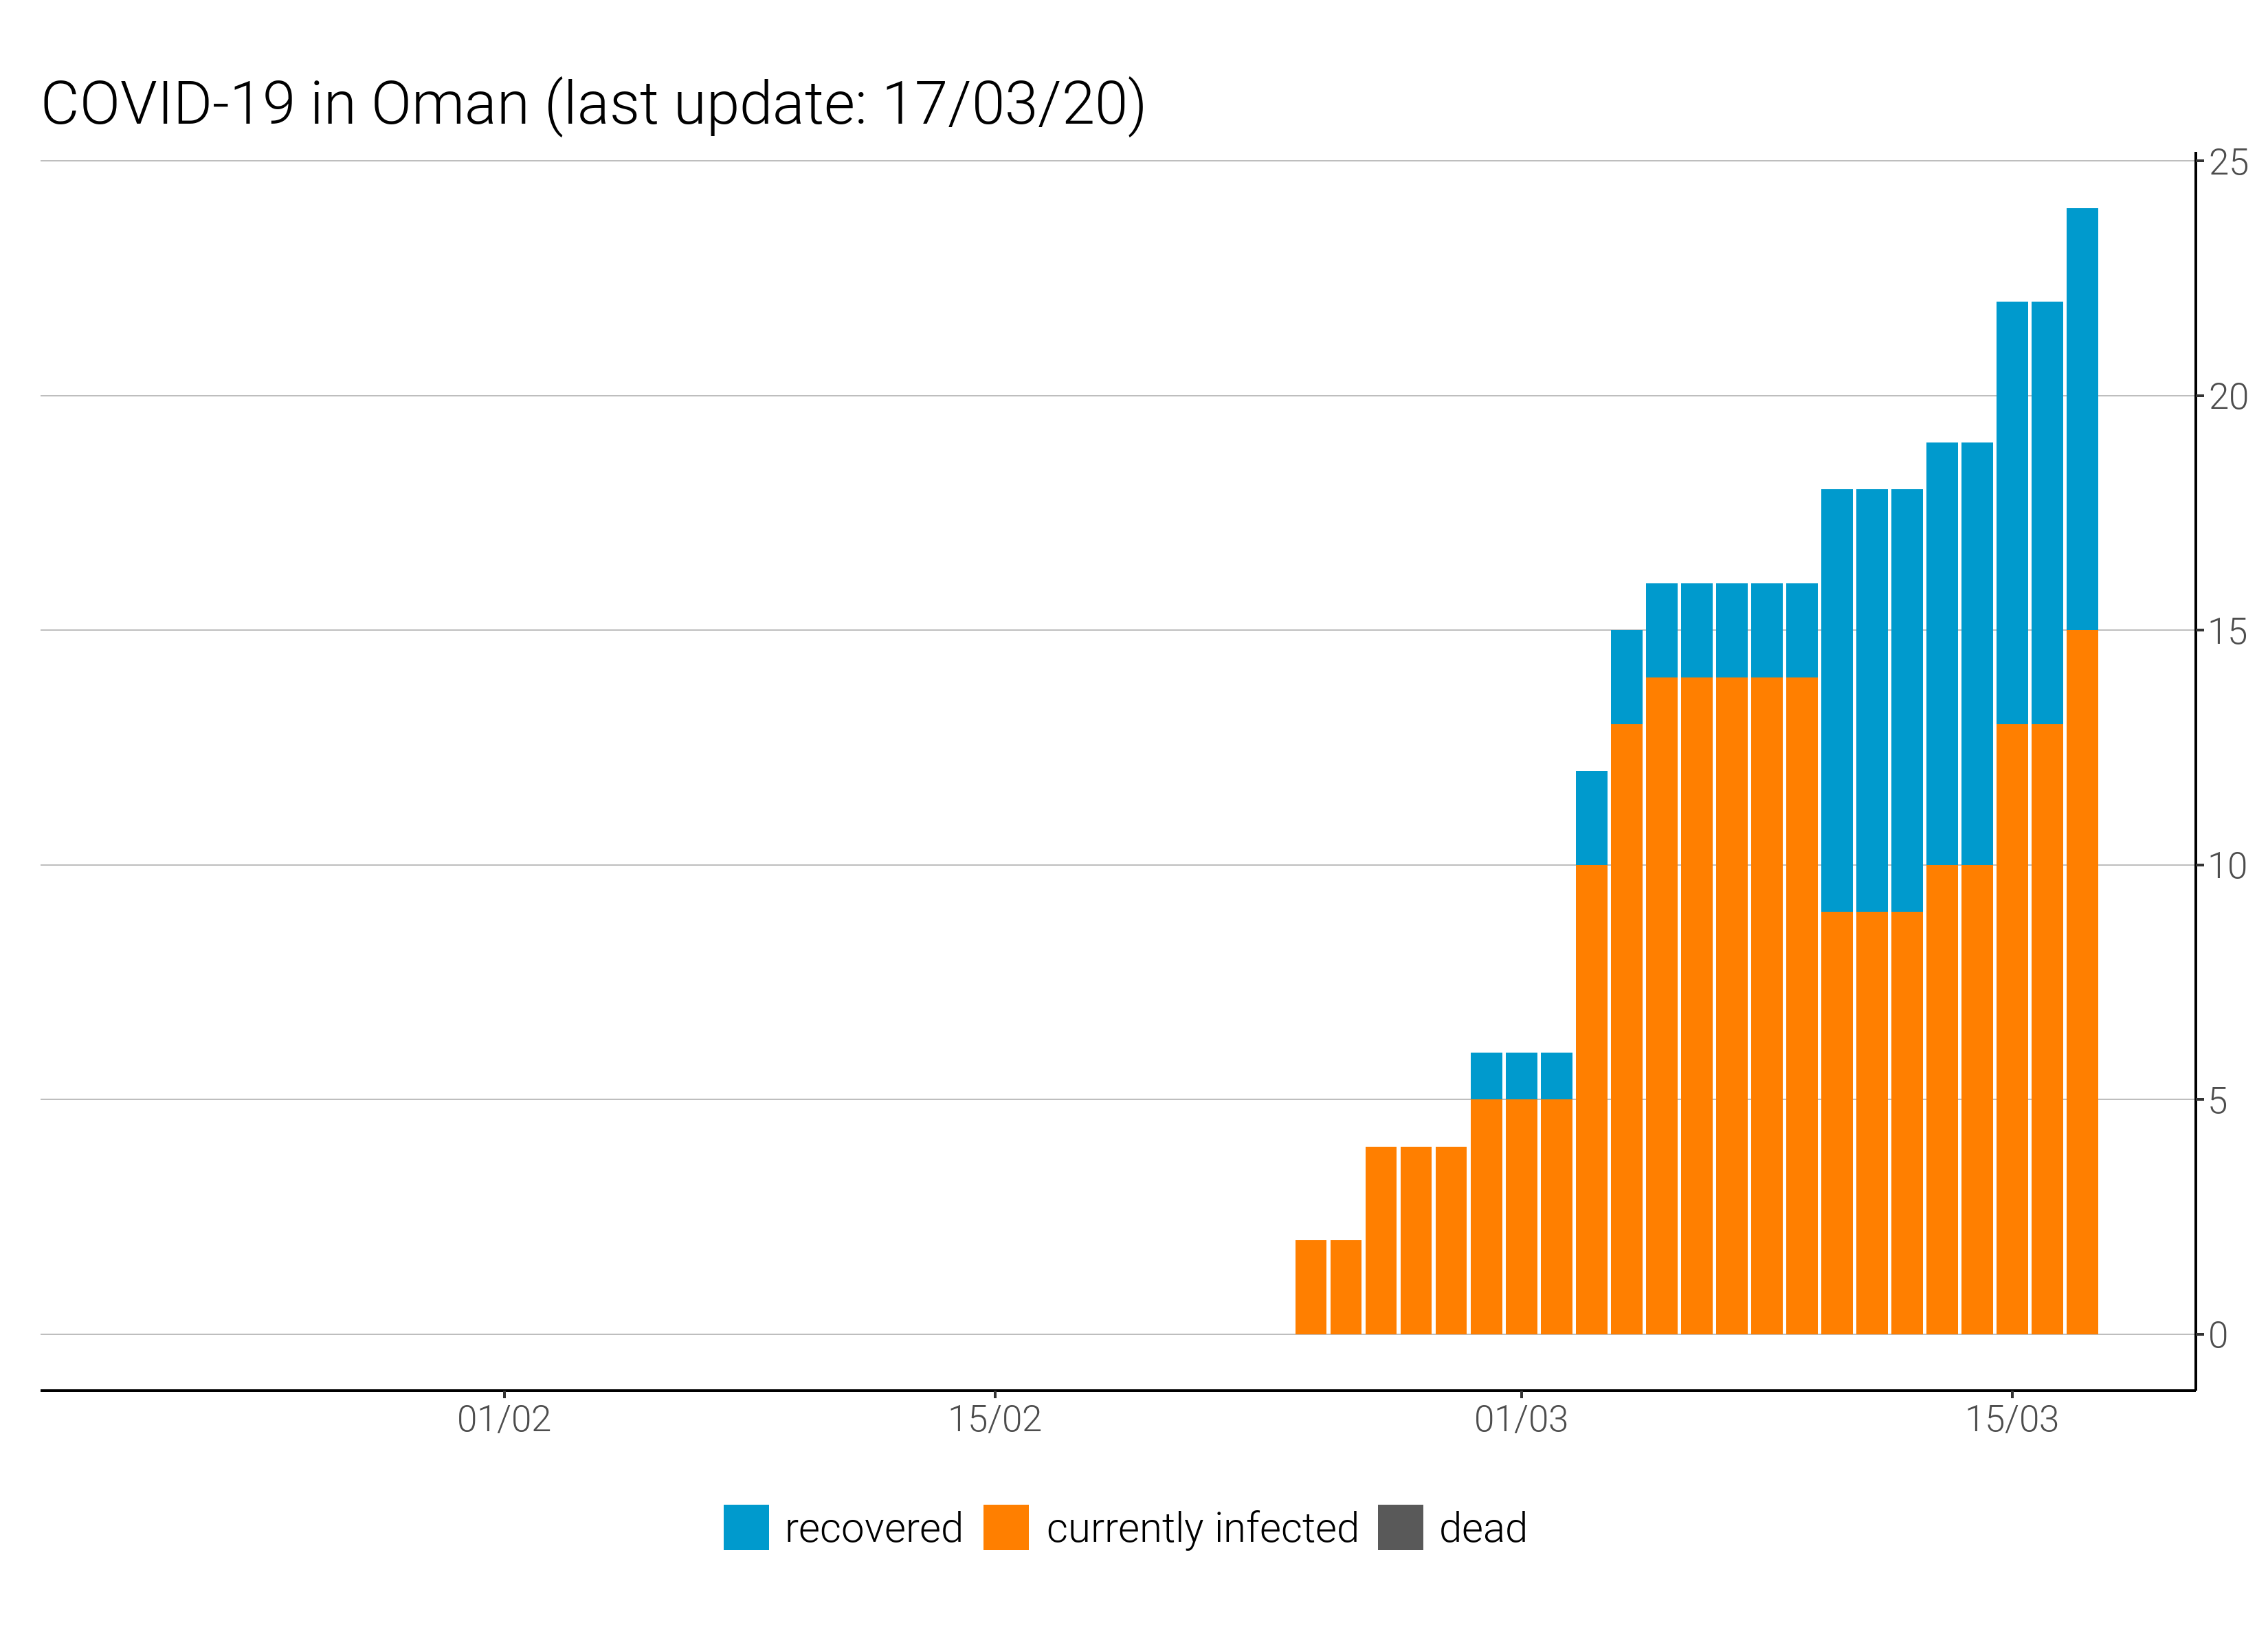 COVID-19 in Oman (last update: 17/03/20)
25
20
15
10
5
0
01/02 15/02 01/03 15/03
recovered currently infected dead